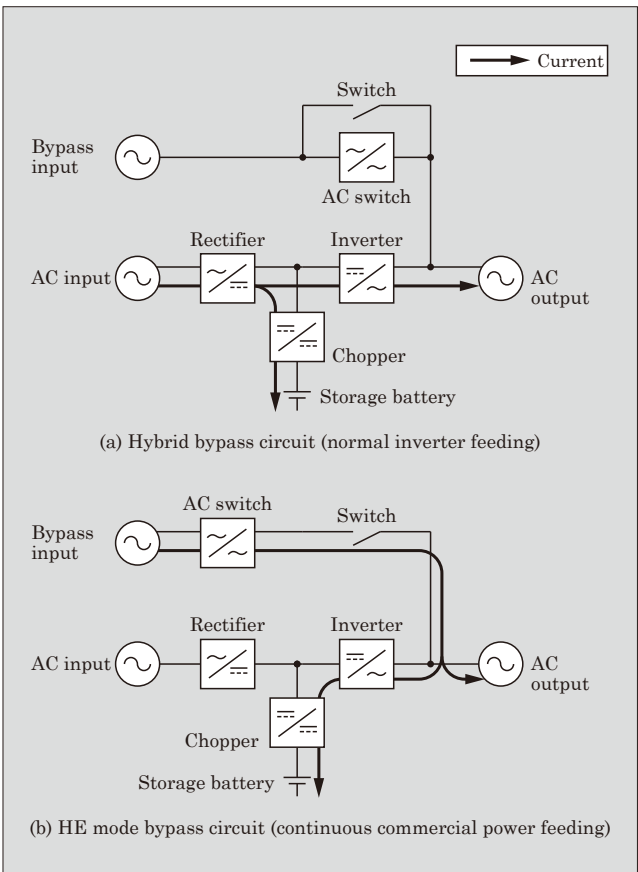 Current
Switch
Bypass
input
AC switch
Rectifier
Inverter
AC input
AC
output
Chopper
Storage battery
(a) Hybrid bypass circuit (normal inverter feeding)
AC switch
Bypass
input
Switch
Rectifier
Inverter
AC input
AC
output
Chopper
Storage battery
(b) HE mode bypass circuit (continuous commercial power feeding)